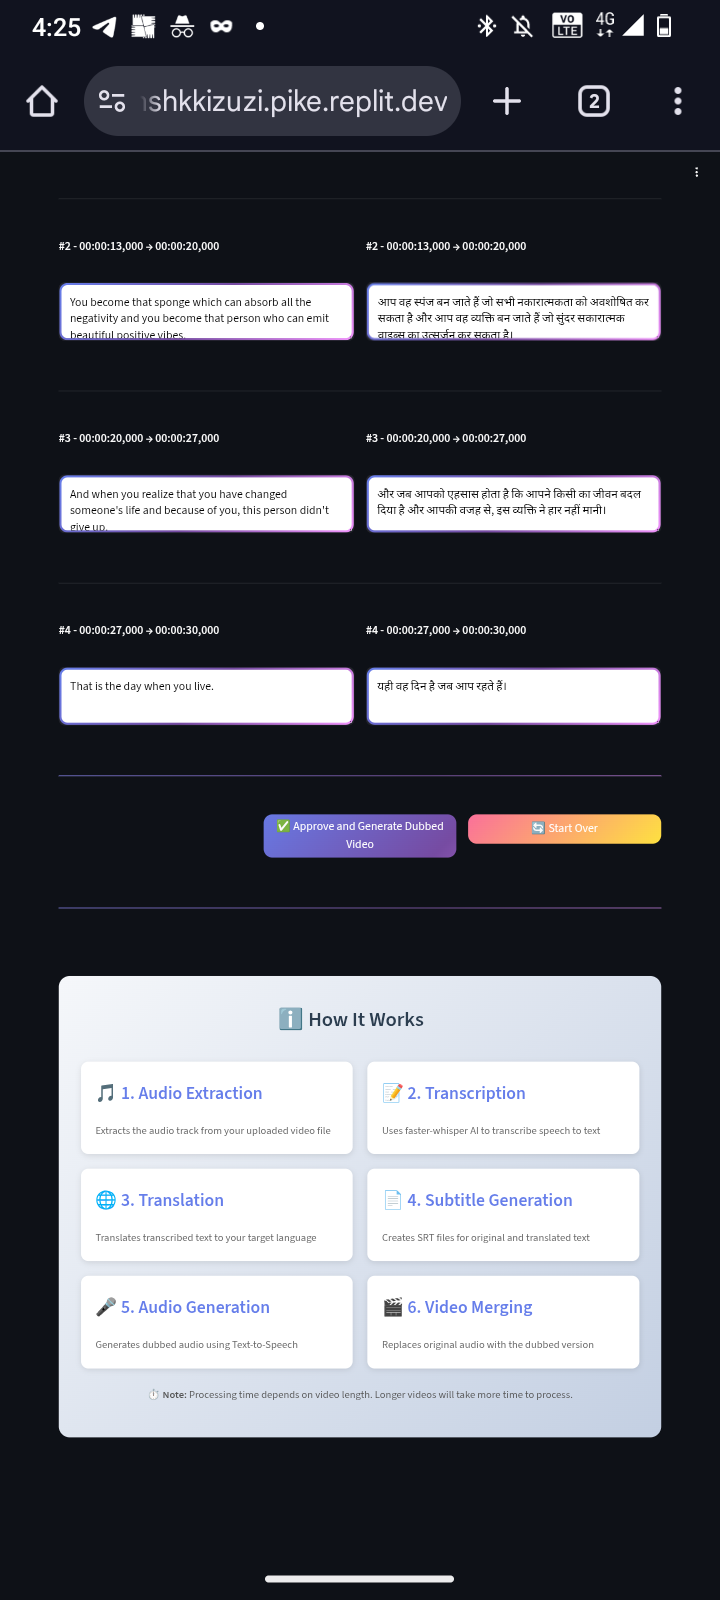 4:25
VO LTE 4G
shkkizuzi.pike.replit.dev
2
#2 - 00:00:13,000 → 00:00:20,000
#2 - 00:00:13,000 → 00:00:20,000
You become that sponge which can absorb all the
negativity and you become that person who can emit
beautiful positive vibes.
आप वह स्पंज बन जाते हैं जो सभी नकारात्मकता को अवशोषित कर
सकता है और आप वह व्यक्ति बन जाते हैं जो सुंदर सकारात्मक
वाइब्स का उत्सर्जन कर सकता है।
#3 - 00:00:20,000 → 00:00:27,000
#3 - 00:00:20,000 → 00:00:27,000
And when you realize that you have changed
someone's life and because of you, this person didn't
give up.
और जब आपको एहसास होता है कि आपने किसी का जीवन बदल
दिया है और आपकी वजह से, इस व्यक्ति ने हार नहीं मानी।
#4 - 00:00:27,000 → 00:00:30,000
#4 - 00:00:27,000 → 00:00:30,000
That is the day when you live.
यही वह दिन है जब आप रहते हैं।
✅ Approve and Generate Dubbed
Video
🔄 Start Over
ℹ️ How It Works
🎵 1. Audio Extraction
Extracts the audio track from your uploaded video file
📝 2. Transcription
Uses faster-whisper AI to transcribe speech to text
🌐 3. Translation
Translates transcribed text to your target language
📄 4. Subtitle Generation
Creates SRT files for original and translated text
🎤 5. Audio Generation
Generates dubbed audio using Text-to-Speech
🎬 6. Video Merging
Replaces original audio with the dubbed version
⏱️ Note: Processing time depends on video length. Longer videos will take more time to process.